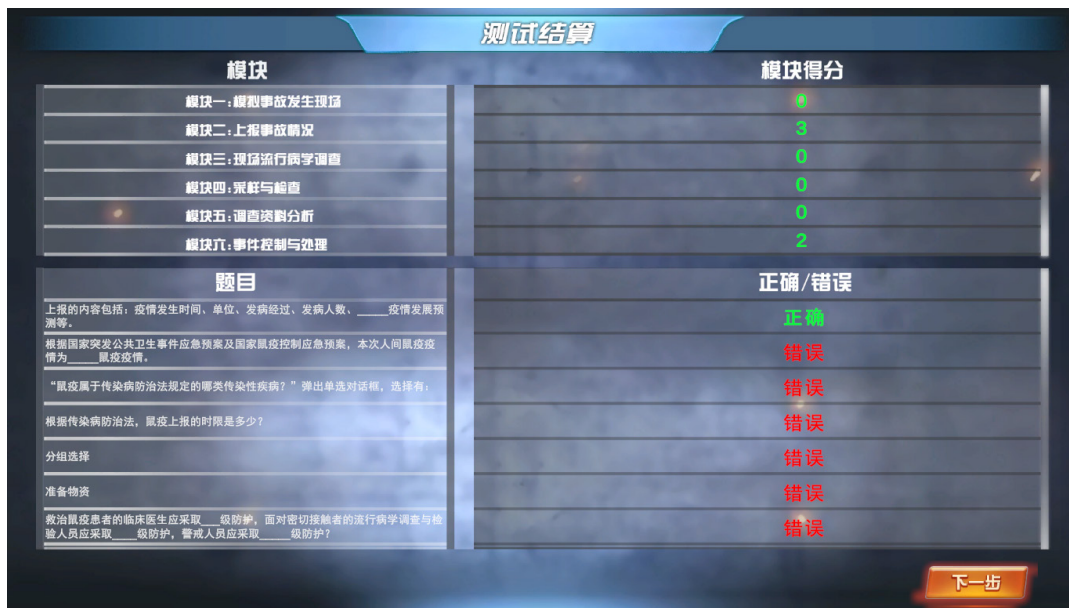 测试结算
模块
模块得分
模块一:模拟事故发生现场
0
模块二:上报事故情况
3
模块三:现场流行病学调查
0
模块四:采样与检查
0
模块五:调查资料分析
0
模块六:事件控制与处理
2
题目
正确/错误
上报的内容包括：疫情发生时间、单位、发病经过、发病人数、_____疫情发展预
测等。
正确
根据国家突发公共卫生事件应急预案及国家鼠疫控制应急预案，本次人间鼠疫疫
情为_____鼠疫疫情。
错误
“鼠疫属于传染病防治法规定的哪类传染性疾病？”弹出单选对话框，选择有：
错误
根据传染病防治法，鼠疫上报的时限是多少？
错误
分组选择
错误
准备物资
错误
救治鼠疫患者的临床医生应采取___级防护，面对密切接触者的流行病学调查与检
验人员应采取____级防护，警戒人员应采取_____级防护？
错误
下一步